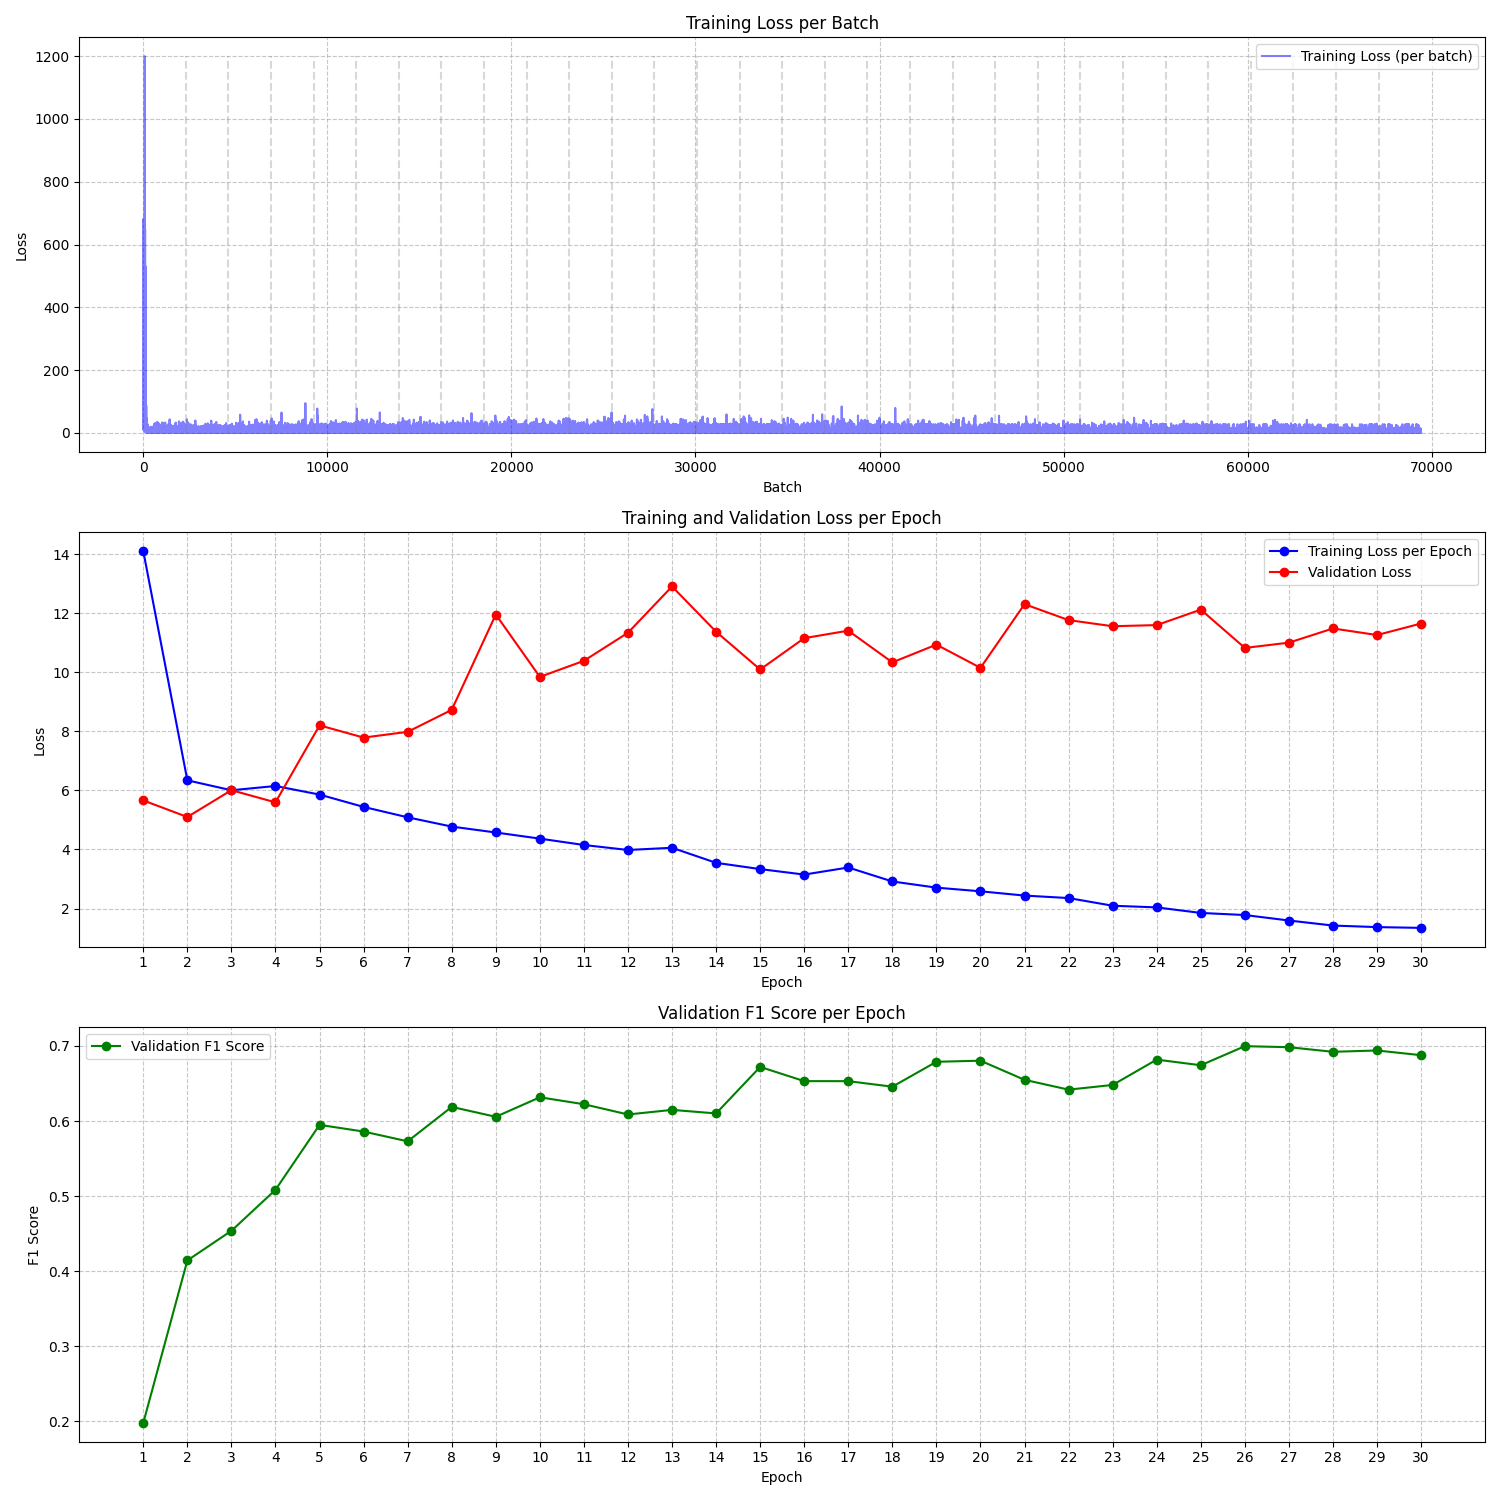 Training Loss per Batch
Training Loss (per batch)
1200
1000
800
600
400
200
0
Loss
0 10000 20000 30000 40000 50000 60000 70000
Batch
Training and Validation Loss per Epoch
Training Loss per Epoch
Validation Loss
14
12
10
8
6
4
2
Loss
1 2 3 4 5 6 7 8 9 10 11 12 13 14 15 16 17 18 19 20 21 22 23 24 25 26 27 28 29 30
Epoch
Validation F1 Score per Epoch
Validation F1 Score
0.7
0.6
0.5
0.4
0.3
0.2
F1 Score
1 2 3 4 5 6 7 8 9 10 11 12 13 14 15 16 17 18 19 20 21 22 23 24 25 26 27 28 29 30
Epoch